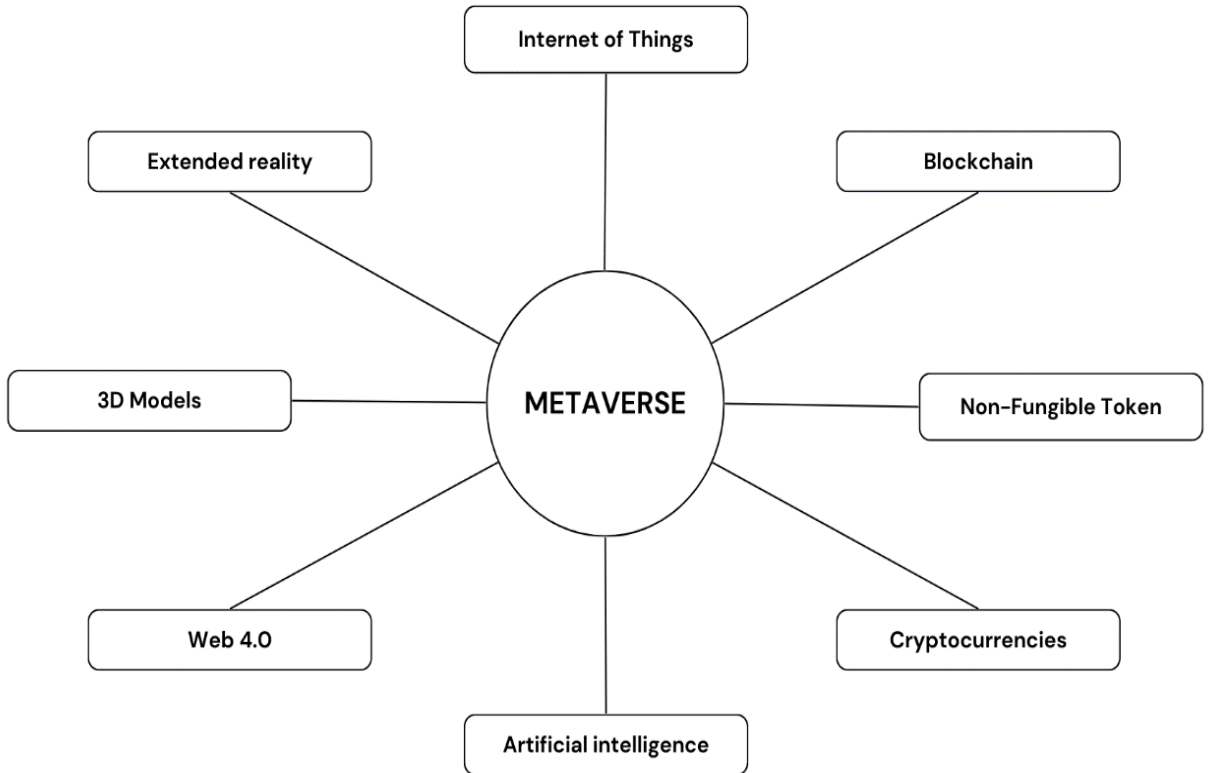 Internet of Things
Extended reality
Blockchain
3D Models
METAVERSE
Non-Fungible Token
Web 4.0
Cryptocurrencies
Artificial intelligence